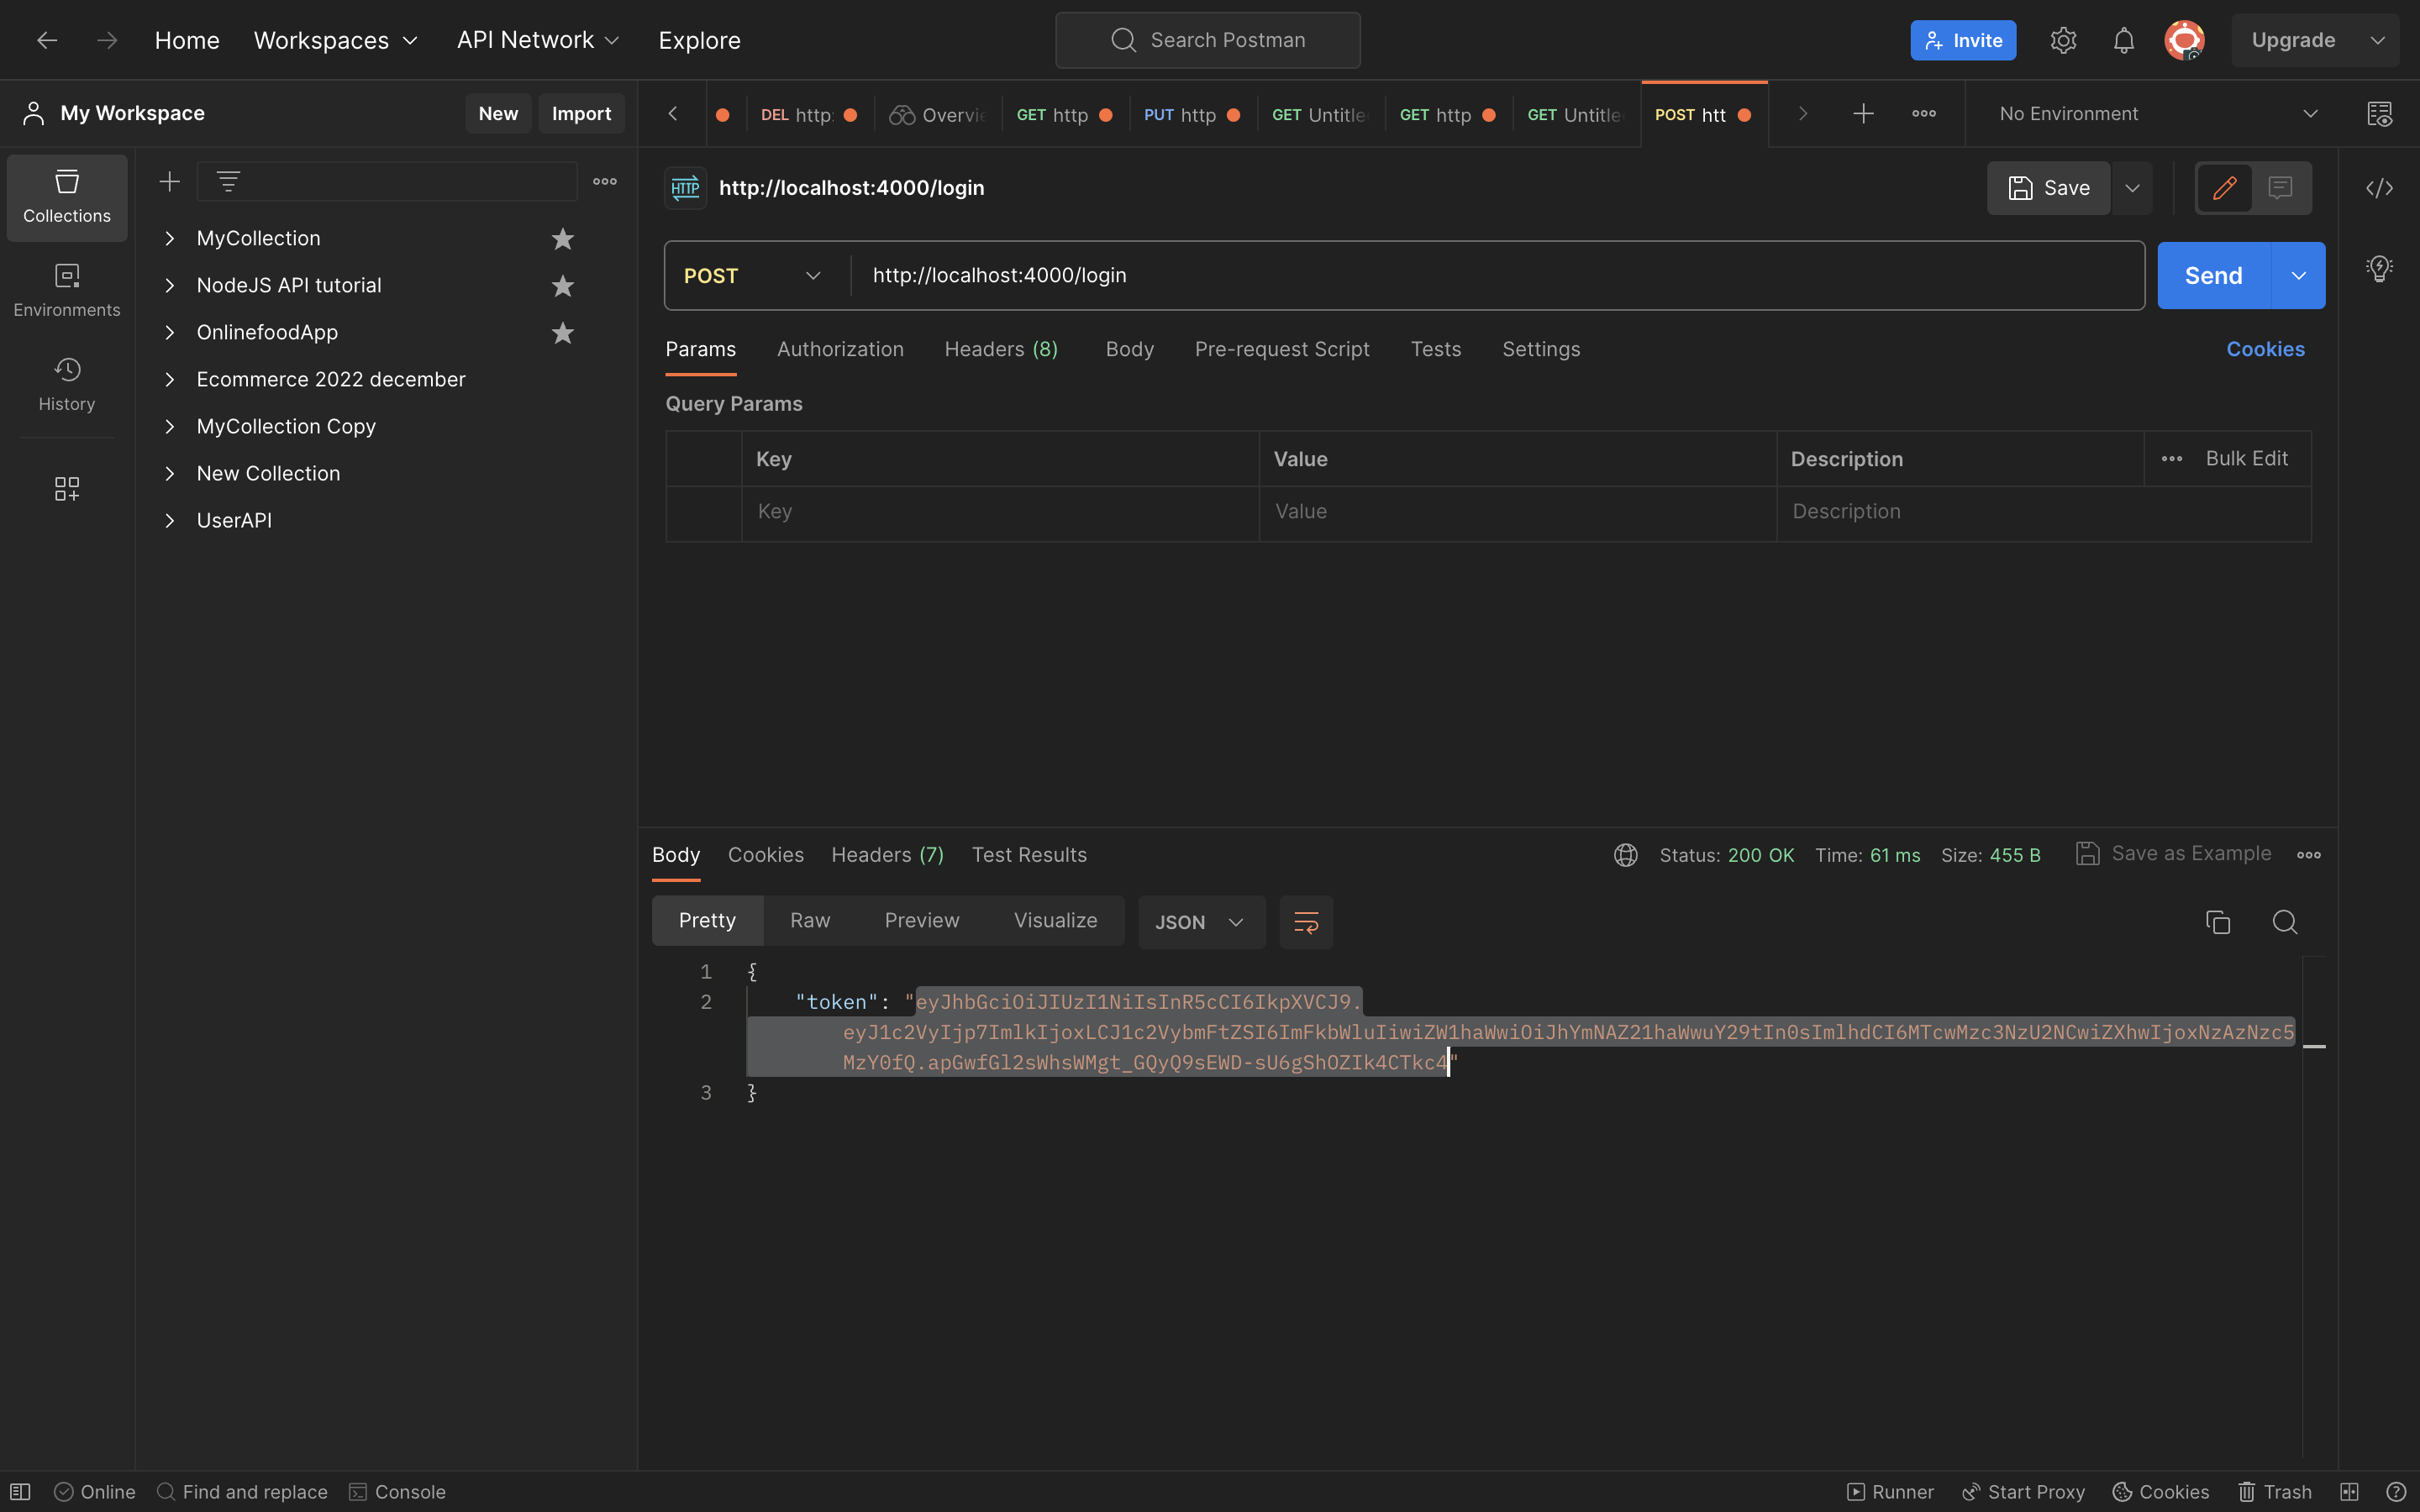 Home Workspaces API Network Explore Search Postman Invite Upgrade
My Workspace New Import
DEL http: Overvie GET http PUT http GET Untitle GET http GET Untitle POST htt No Environment
Collections
Environments
History
MyCollection
NodeJS API tutorial
OnlinefoodApp
Ecommerce 2022 december
MyCollection Copy
New Collection
UserAPI
HTTP http://localhost:4000/login Save
POST http://localhost:4000/login Send
Params Authorization Headers (8) Body Pre-request Script Tests Settings Cookies
Query Params
Key Value Description Bulk Edit
Key Value Description
Body Cookies Headers (7) Test Results Status: 200 OK Time: 61 ms Size: 455 B Save as Example
Pretty Raw Preview Visualize JSON
1 {
2 "token": "eyJhbGciOiJIUzI1NiIsInR5cCI6IkpXVCJ9.
eyJ1c2VyIjp7ImlkIjoxLCJ1c2VybmFtZSI6ImFkbWluIiwiZW1haWwiOiJhYmNAZ21haWwuY29tIn0sImlhdCI6MTcwMzc3NzU2NCwiZXhwIjoxNzAzNzc5
MzY0fQ.apGwfGl2sWhsWMgt_GQyQ9sEWD-sU6gShOZIk4CTkc4"
3 }
Online Find and replace Console Runner Start Proxy Cookies Trash